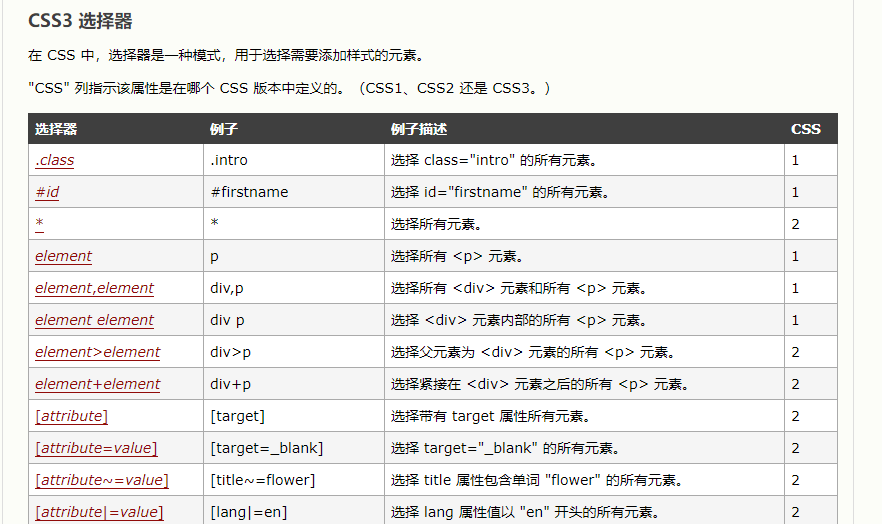 CSS3 选择器
在 CSS 中，选择器是一种模式，用于选择需要添加样式的元素。
"CSS" 列指示该属性是在哪个 CSS 版本中定义的。（CSS1、CSS2 还是 CSS3。）
选择器 例子 例子描述 CSS
.class .intro 选择 class="intro" 的所有元素。 1
#id #firstname 选择 id="firstname" 的所有元素。 1
* * 选择所有元素。 2
element p 选择所有 <p> 元素。 1
element,element div,p 选择所有 <div> 元素和所有 <p> 元素。 1
element element div p 选择 <div> 元素内部的所有 <p> 元素。 1
element>element div>p 选择父元素为 <div> 元素的所有 <p> 元素。 2
element+element div+p 选择紧接在 <div> 元素之后的所有 <p> 元素。 2
[attribute] [target] 选择带有 target 属性所有元素。 2
[attribute=value] [target=_blank] 选择 target="_blank" 的所有元素。 2
[attribute~=value] [title~=flower] 选择 title 属性包含单词 "flower" 的所有元素。 2
[attribute|=value] [lang|=en] 选择 lang 属性值以 "en" 开头的所有元素。 2